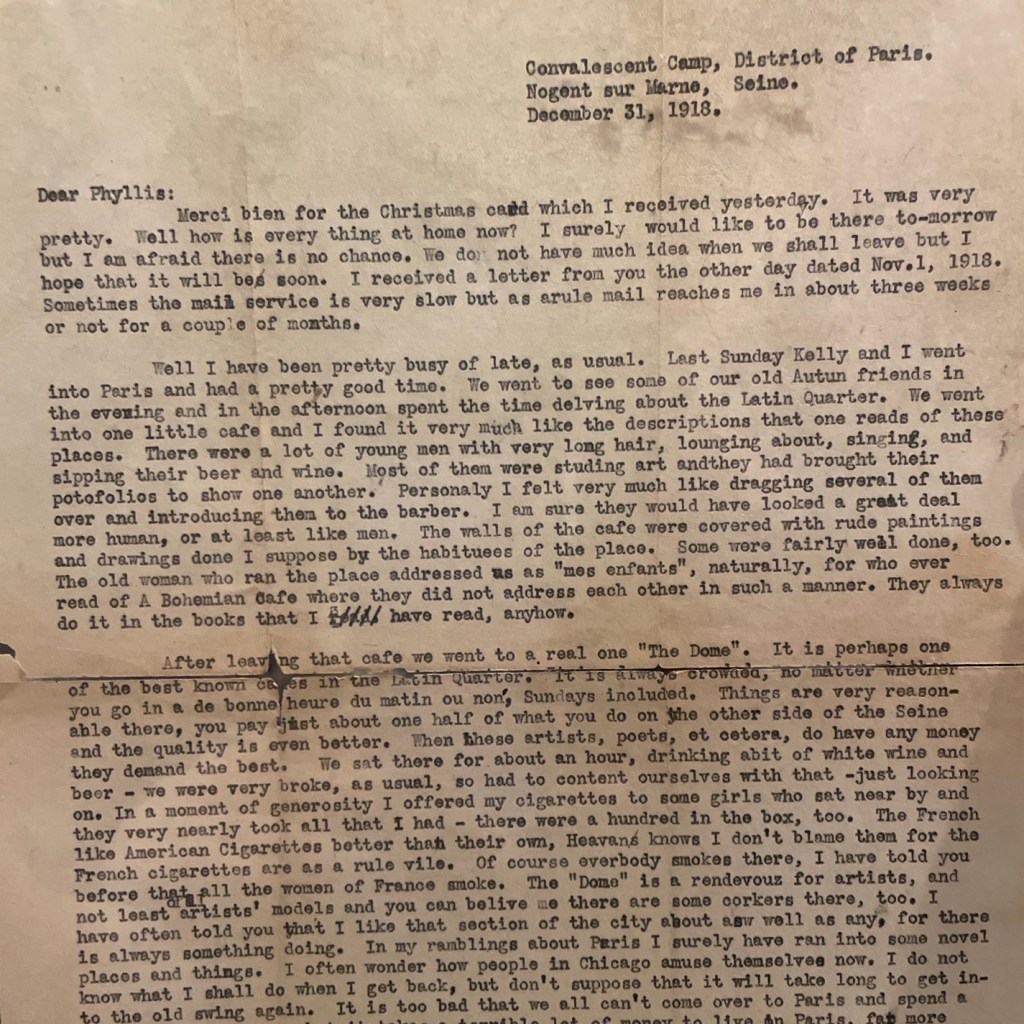 Convalescent Camp, District of Paris.
Nogent sur Marne, Seine.
December 31, 1918.
Dear Phyllis:
Merci bien for the Christmas card which I received yesterday. It was very
pretty. Well how is every thing at home now? I surely would like to be there to-morrow
but I am afraid there is no chance. We do not have much idea when we shall leave but I
hope that it will be soon. I received a letter from you the other day dated Nov.1, 1918.
Sometimes the mail service is very slow but as arule mail reaches me in about three weeks
or not for a couple of months.
Well I have been pretty busy of late, as usual. Last Sunday Kelly and I went
into Paris and had a pretty good time. We went to see some of our old Autun friends in
the evening and in the afternoon spent the time delving about the Latin Quarter. We went
into one little cafe and I found it very much like the descriptions that one reads of these
places. There were a lot of young men with very long hair, lounging about, singing, and
sipping their beer and wine. Most of them were studing art andthey had brought their
potofolios to show one another. Personaly I felt very much like dragging several of them
over and introducing them to the barber. I am sure they would have looked a great deal
more human, or at least like men. The walls of the cafe were covered with rude paintings
and drawings done I suppose by the habituees of the place. Some were fairly well done, too.
The old woman who ran the place addressed us as "mes enfants", naturally, for who ever
read of A Bohemian Cafe where they did not address each other in such a manner. They always
do it in the books that I have read, anyhow.
After leaving that cafe we went to a real one "The Dome". It is perhaps one
of the best known cafes in the Latin Quarter. It is always crowded, no matter whether
you go in a de bonne heure du matin ou non, Sundays included. Things are very reason-
able there, you pay just about one half of what you do on the other side of the Seine
and the quality is even better. When these artists, poets, et cetera, do have any money
they demand the best. We sat there for about an hour, drinking abit of white wine and
beer - we were very broke, as usual, so had to content ourselves with that -just looking
on. In a moment of generosity I offered my cigarettes to some girls who sat near by and
they very nearly took all that I had - there were a hundred in the box, too. The French
like American Cigarettes better than their own, Heavans knows I don't blame them for the
French cigarettes are as a rule vile. Of course everbody smokes there, I have told you
before that all the women of France smoke. The "Dome" is a rendevouz for artists, and
not least artists' models and you can belive me there are some corkers there, too. I
have often told you that I like that section of the city about asw well as any, for there
is always something doing. In my ramblings about Paris I surely have ran into some novel
places and things. I often wonder how people in Chicago amuse themselves now. I do not
know what I shall do when I get back, but don't suppose that it will take long to get in-
to the old swing again. It is too bad that we all can't come over to Paris and spend a
takes a terrible lot of money to live in Paris, far more